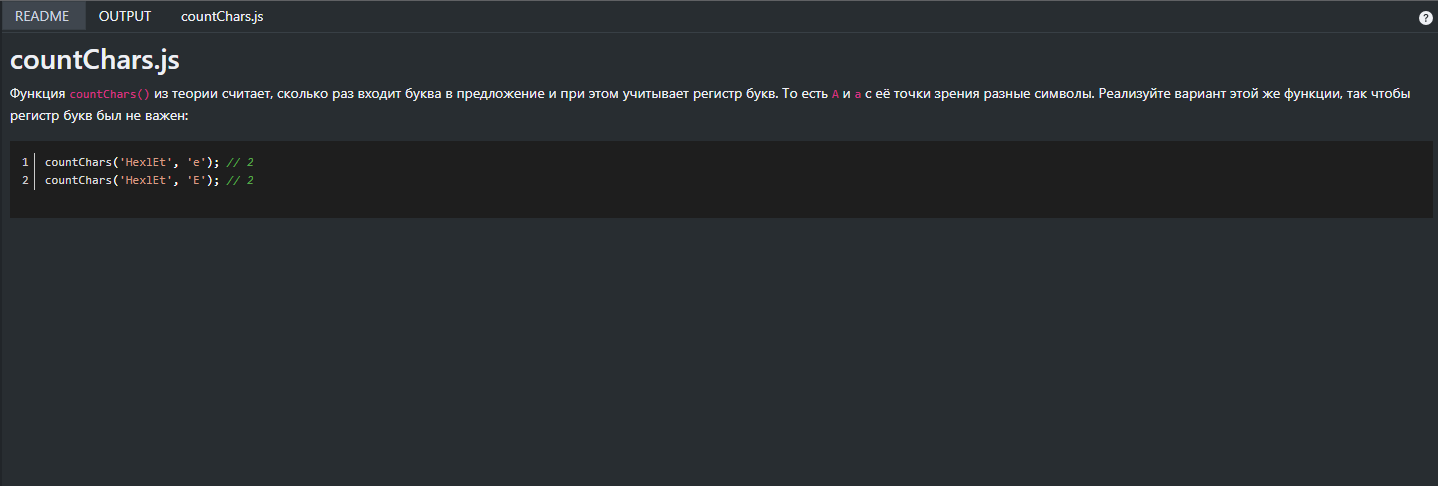 README OUTPUT countChars.js ?
countChars.js
Функция countChars() из теории считает, сколько раз входит буква в предложение и при этом учитывает регистр букв. То есть A и a с её точки зрения разные символы. Реализуйте вариант этой же функции, так чтобы
регистр букв был не важен:
1 countChars('HexlEt', 'e'); // 2
2 countChars('HexlEt', 'E'); // 2